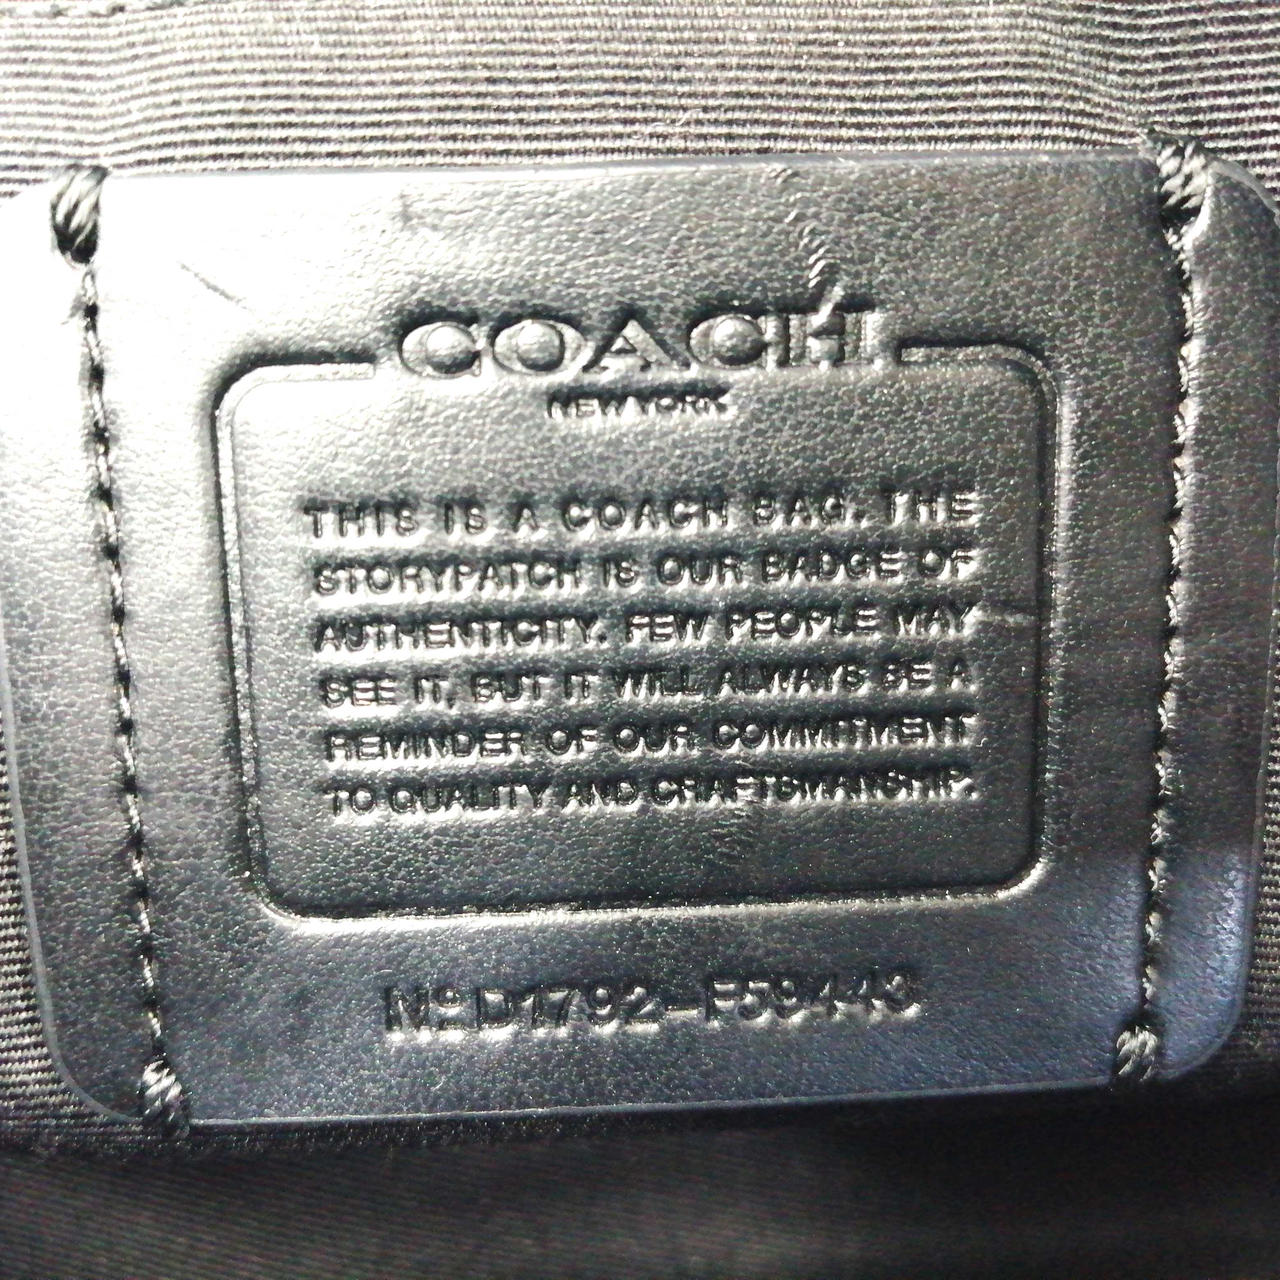 COACH
NEW YORK
THIS IS A COACH BAG. THE
STORYPATCH IS OUR BADGE OF
AUTHENTICITY. FEW PEOPLE MAY
SEE IT, BUT IT WILL ALWAYS BE A
REMINDER OF OUR COMMITMENT
TO QUALITY AND CRAFTSMANSHIP.
Nº D1792-F59443